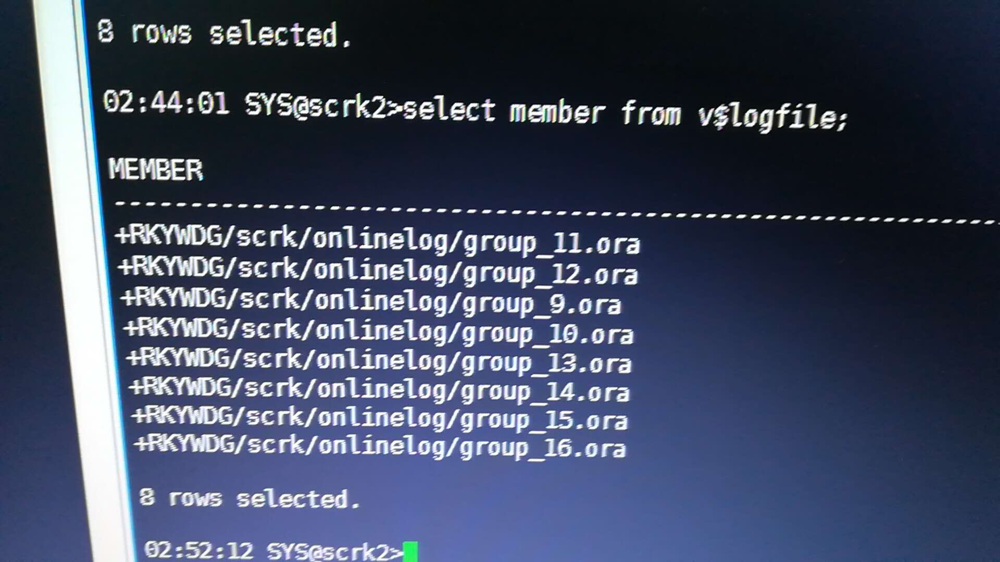 8 rows selected.
02:44:01 SYS@scrk2>select member from v$logfile;
MEMBER
--------------------------------------------------------------------------------
+RKYWDG/scrk/onlinelog/group_11.ora
+RKYWDG/scrk/onlinelog/group_12.ora
+RKYWDG/scrk/onlinelog/group_9.ora
+RKYWDG/scrk/onlinelog/group_10.ora
+RKYWDG/scrk/onlinelog/group_13.ora
+RKYWDG/scrk/onlinelog/group_14.ora
+RKYWDG/scrk/onlinelog/group_15.ora
+RKYWDG/scrk/onlinelog/group_16.ora
8 rows selected.
02:52:12 SYS@scrk2>